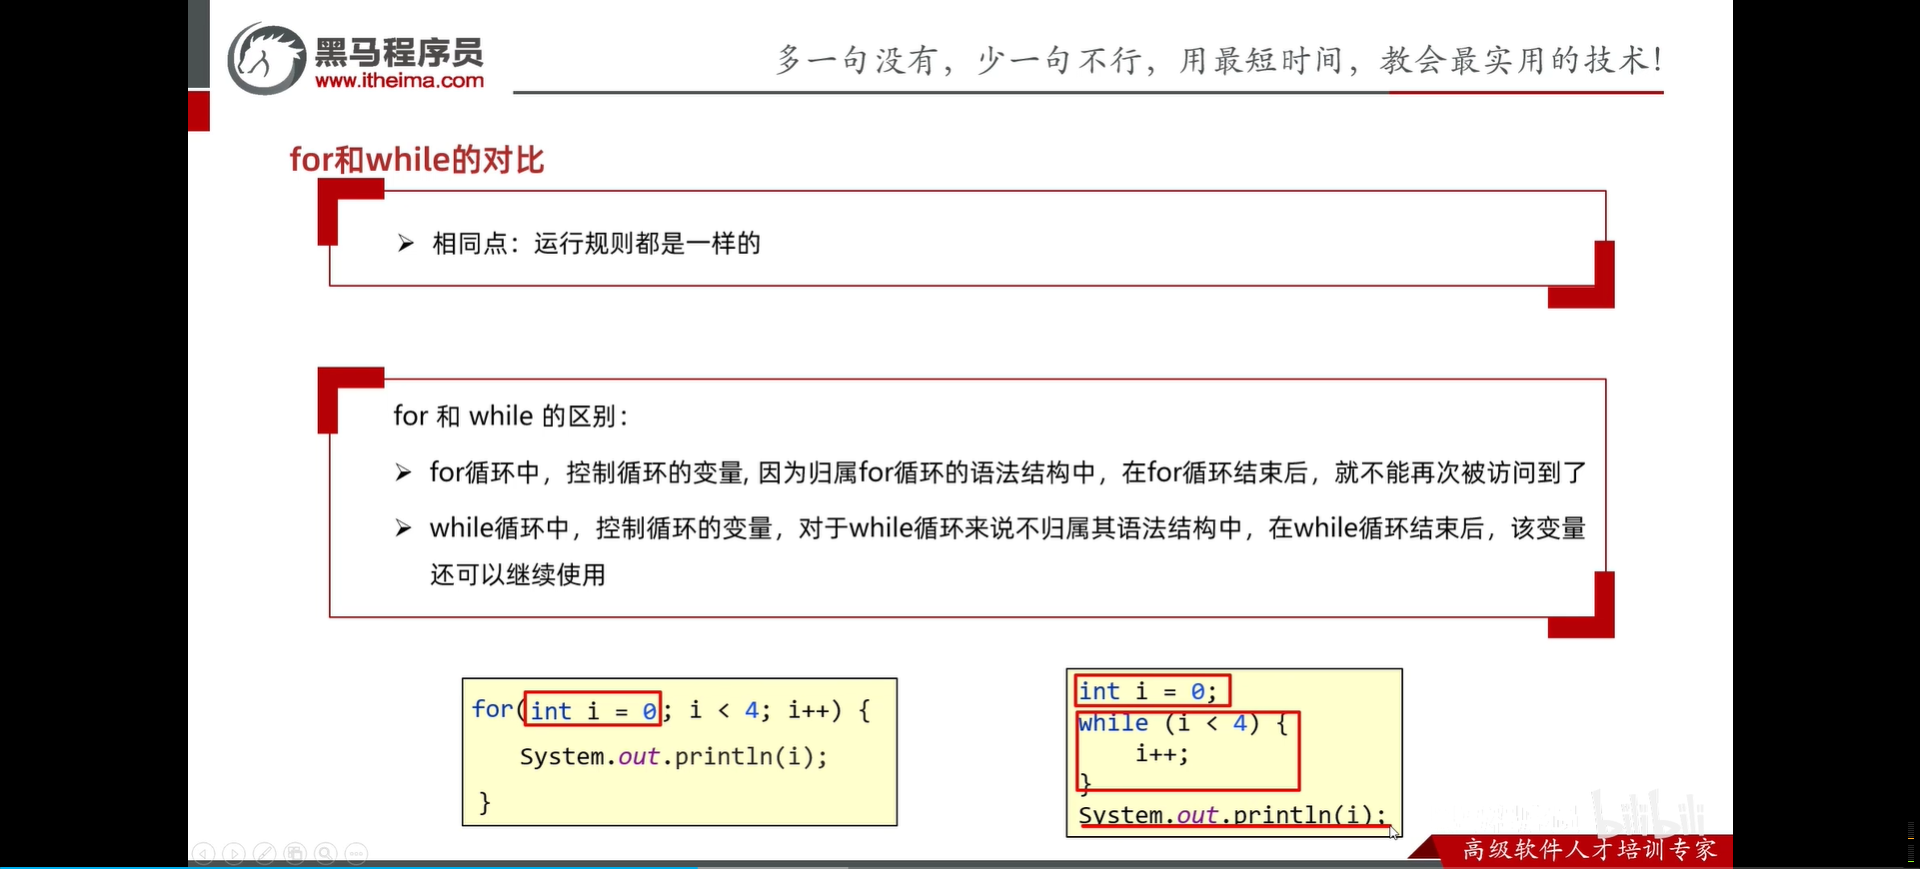 黑马程序员
www.itheima.com
多一句没有，少一句不行，用最短时间，教会最实用的技术！
for和while的对比
➢ 相同点：运行规则都是一样的
for 和 while 的区别：
➢ for循环中，控制循环的变量, 因为归属for循环的语法结构中，在for循环结束后，就不能再次被访问到了
➢ while循环中，控制循环的变量，对于while循环来说不归属其语法结构中，在while循环结束后，该变量
还可以继续使用
for(int i = 0; i < 4; i++) {
System.out.println(i);
}
int i = 0;
while (i < 4) {
i++;
}
System.out.println(i);
bilibili
高级软件人才培训专家